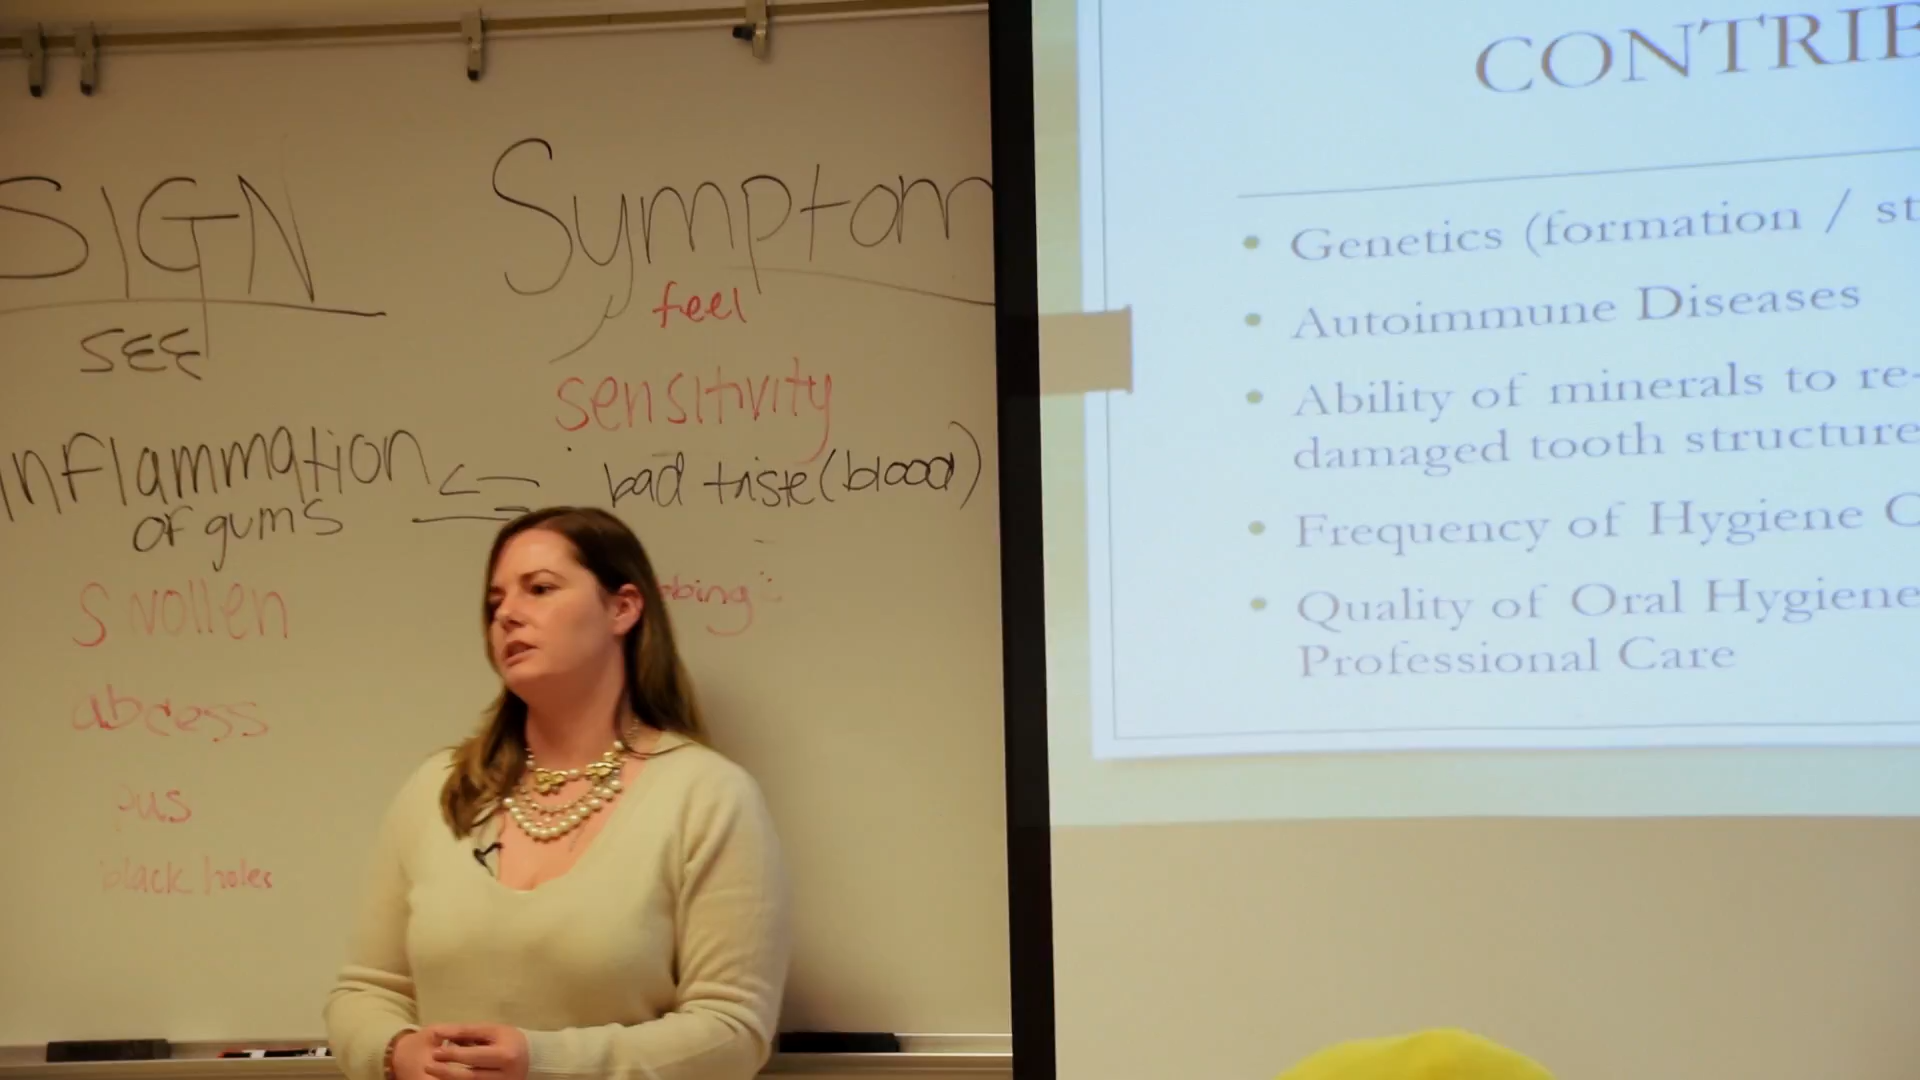 SIGN
SEE
inflammation
of gums
Swollen
abcess
pus
black holes
Symptom
feel
sensitivity
bad taste (blood)
bbing
CONTRIB
Genetics (formation / st
Autoimmune Diseases
Ability of minerals to re-
damaged tooth structure
Frequency of Hygiene C
Quality of Oral Hygiene
Professional Care